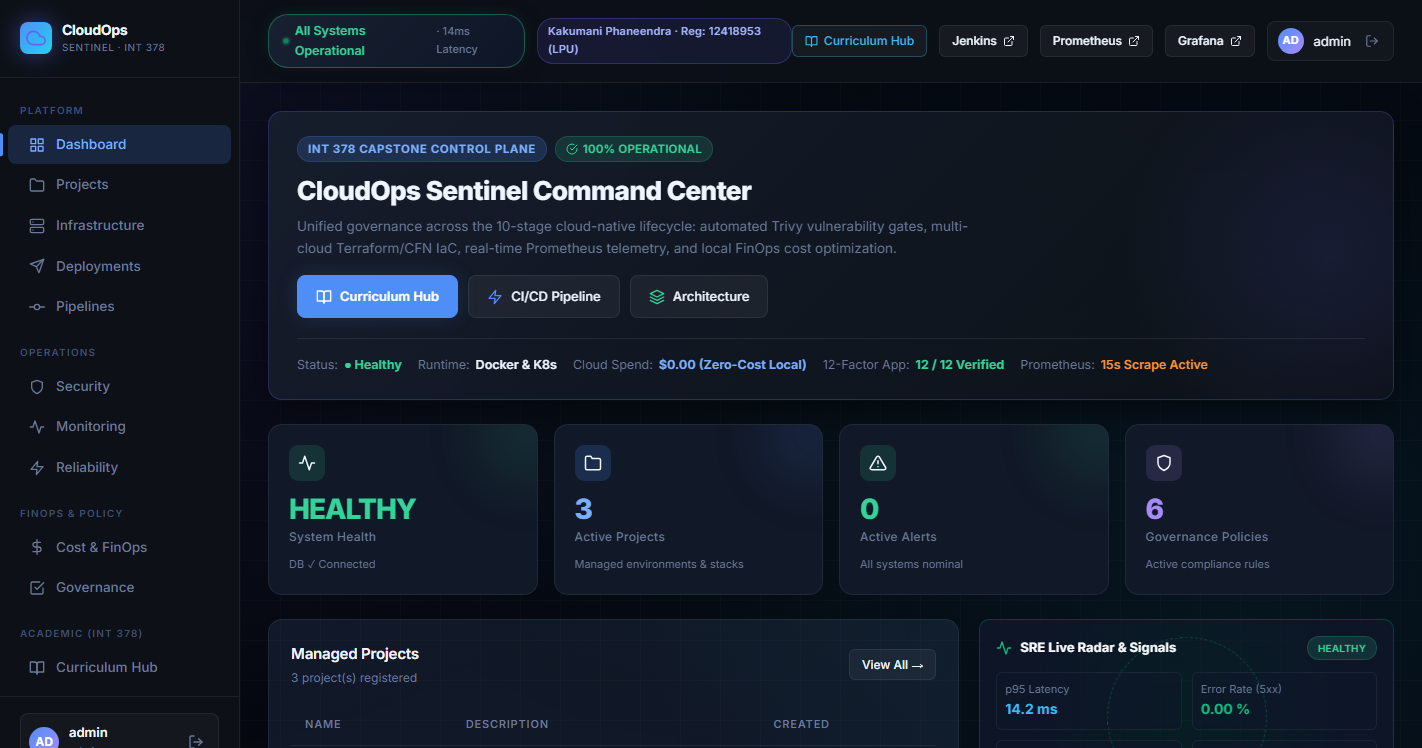 CloudOps
SENTINEL · INT 378
PLATFORM
Dashboard
Projects
Infrastructure
Deployments
Pipelines
OPERATIONS
Security
Monitoring
Reliability
FINOPS & POLICY
Cost & FinOps
Governance
ACADEMIC (INT 378)
Curriculum Hub
AD
admin
All Systems
Operational
· 14ms
Latency
Kakumani Phaneendra · Reg: 12418953
(LPU)
Curriculum Hub
Jenkins
Prometheus
Grafana
AD
admin
INT 378 CAPSTONE CONTROL PLANE
100% OPERATIONAL
CloudOps Sentinel Command Center
Unified governance across the 10-stage cloud-native lifecycle: automated Trivy vulnerability gates, multi-
cloud Terraform/CFN IaC, real-time Prometheus telemetry, and local FinOps cost optimization.
Curriculum Hub
CI/CD Pipeline
Architecture
Status: ● Healthy Runtime: Docker & K8s Cloud Spend: $0.00 (Zero-Cost Local) 12-Factor App: 12 / 12 Verified Prometheus: 15s Scrape Active
HEALTHY
System Health
DB ✓ Connected
3
Active Projects
Managed environments & stacks
0
Active Alerts
All systems nominal
6
Governance Policies
Active compliance rules
Managed Projects
3 project(s) registered
View All →
NAME DESCRIPTION CREATED
SRE Live Radar & Signals
HEALTHY
p95 Latency
14.2 ms
Error Rate (5xx)
0.00 %